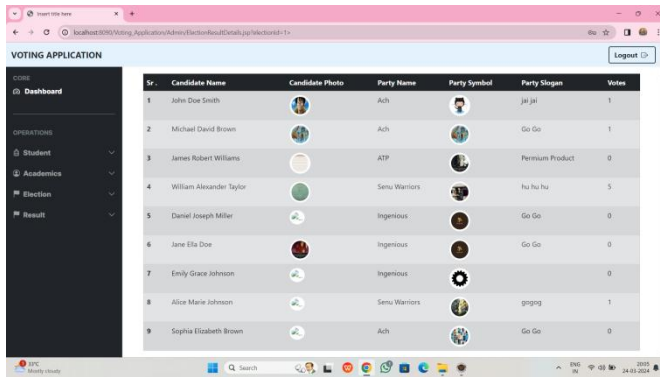 Insert title here
localhost:8090/Voting_Application/Admin/ElectionResultDetails.jsp?electionId=1>
VOTING APPLICATION
Logout
CORE
Dashboard
OPERATIONS
Student
Academics
Election
Result
Sr. Candidate Name Candidate Photo Party Name Party Symbol Party Slogan Votes
1 John Doe Smith Ach jai jai 1
2 Michael David Brown Ach Go Go 1
3 James Robert Williams ATP Permium Product 0
4 William Alexander Taylor Senu Warriors hu hu hu 5
5 Daniel Joseph Miller Ingenious Go Go 0
6 Jane Ella Doe Ingenious Go Go 0
7 Emily Grace Johnson Ingenious 0
8 Alice Marie Johnson Senu Warriors gogog 1
9 Sophia Elizabeth Brown Ach Go Go 0
Mostly cloudy
Search
ENG
IN
24-03-2024